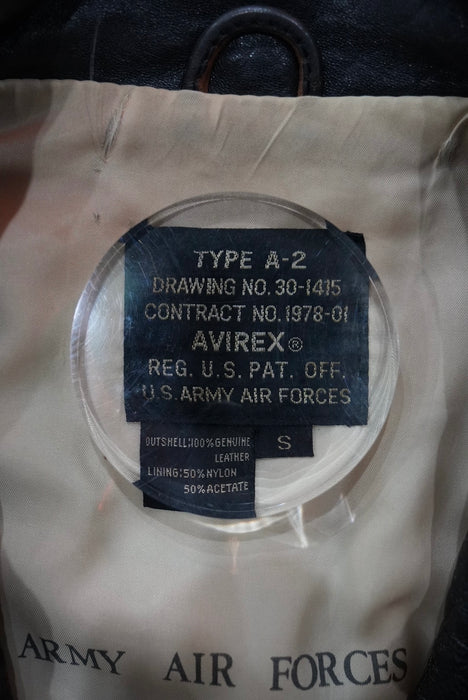 TYPE A-2
DRAWING NO. 30-1415
CONTRACT NO. 1978-01
AVIREX®
REG. U.S. PAT. OFF.
U.S. ARMY AIR FORCES
OUTSHELL:100% GENUINE
LEATHER
LINING:50% NYLON
50% ACETATE
S
ARMY AIR FORCES